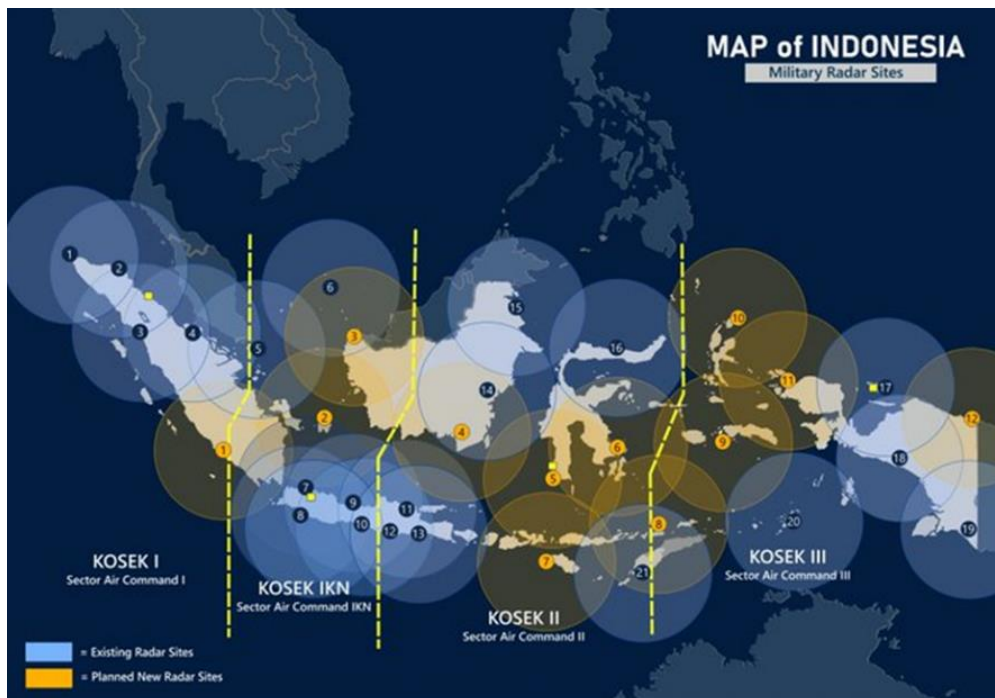 MAP of INDONESIA
Military Radar Sites
1
2
3
4
5
6
3
15
16
10
11
17
12
2
1
14
4
6
5
9
18
7
8
9
10
11
12
13
8
7
21
20
19
KOSEK I
Sector Air Command I
KOSEK IKN
Sector Air Command IKN
KOSEK II
Sector Air Command II
KOSEK III
Sector Air Command III
= Existing Radar Sites
= Planned New Radar Sites